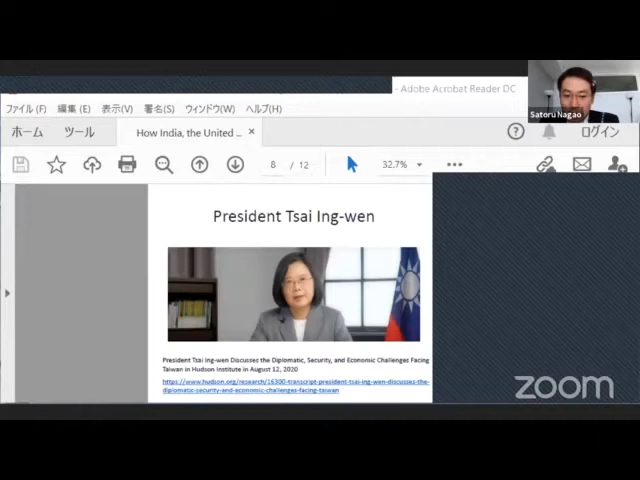 - Adobe Acrobat Reader DC
Satoru Nagao
ファイル (F) 編集 (E) 表示(V) 署名(S) ウィンドウ(W) ヘルプ(H)
ホーム ツール How India, the United ... × ログイン
8 / 12 32.7%
President Tsai Ing-wen
President Tsai Ing-wen Discusses the Diplomatic, Security, and Economic Challenges Facing
Taiwan in Hudson Institute in August 12, 2020
https://www.hudson.org/research/16300-transcript-president-tsai-ing-wen-discusses-the-
diplomatic-security-and-economic-challenges-facing-taiwan
zoom